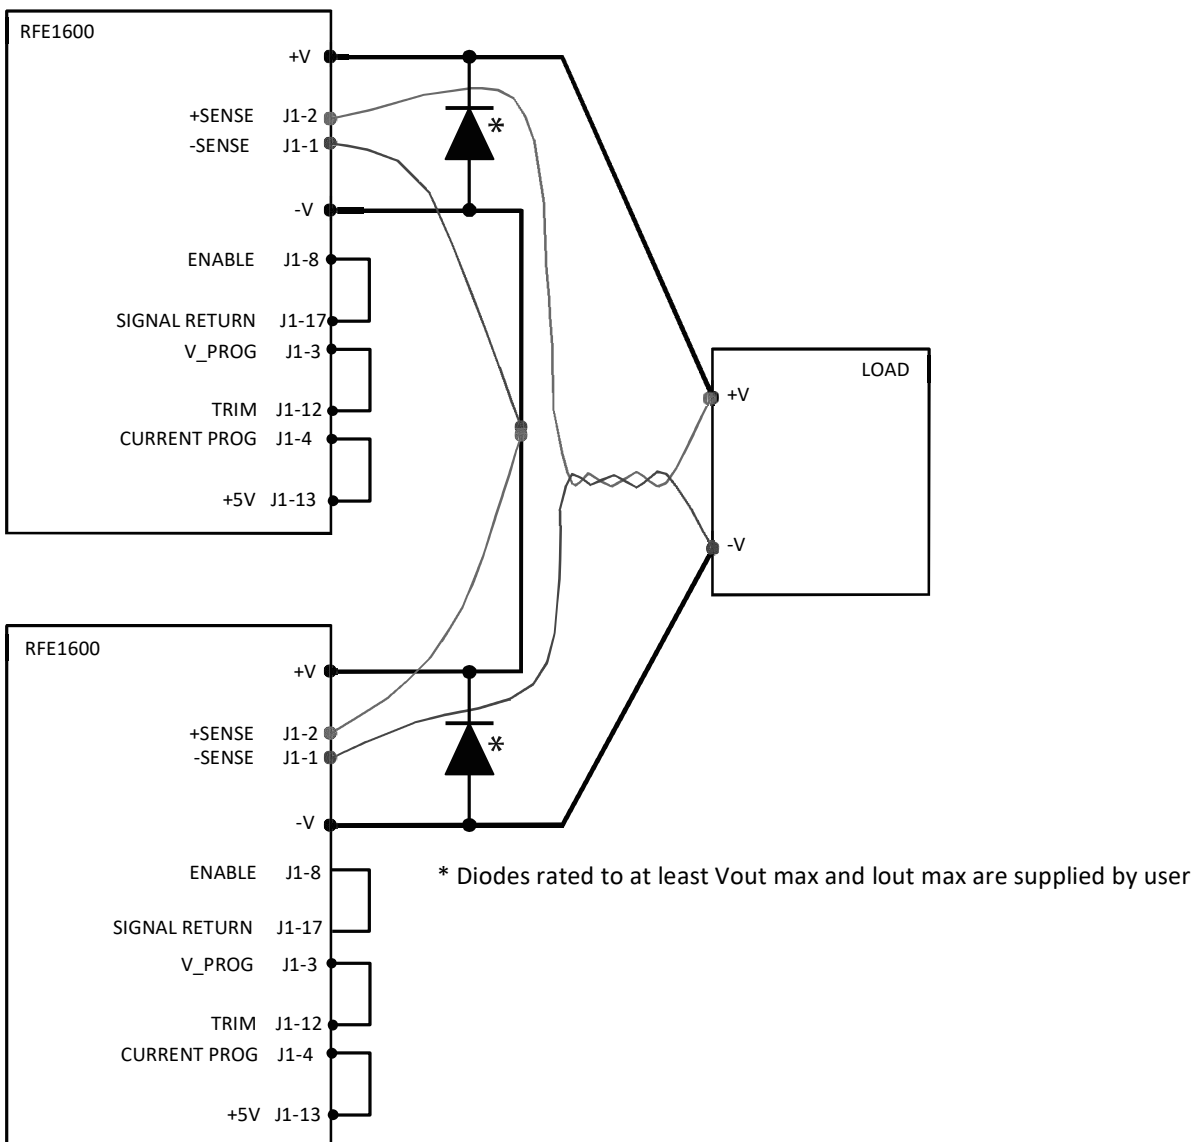 RFE1600
+V
+SENSE J1-2
-SENSE J1-1
*
-V
ENABLE J1-8
SIGNAL RETURN J1-17
V_PROG J1-3
TRIM J1-12
CURRENT PROG J1-4
+5V J1-13
LOAD
+V
-V
RFE1600
+V
+SENSE J1-2
-SENSE J1-1
*
-V
ENABLE J1-8
SIGNAL RETURN J1-17
V_PROG J1-3
TRIM J1-12
CURRENT PROG J1-4
+5V J1-13
* Diodes rated to at least Vout max and Iout max are supplied by user